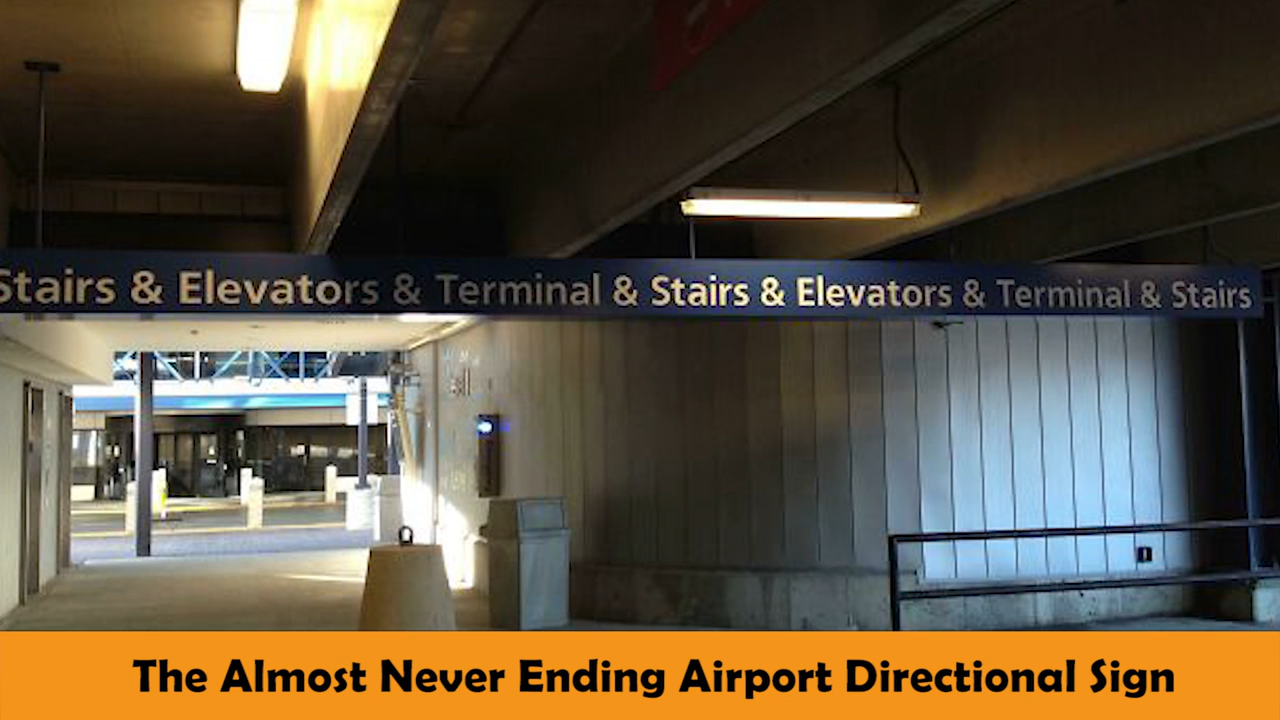 Stairs & Elevators & Terminal & Stairs & Elevators & Terminal & Stairs
The Almost Never Ending Airport Directional Sign